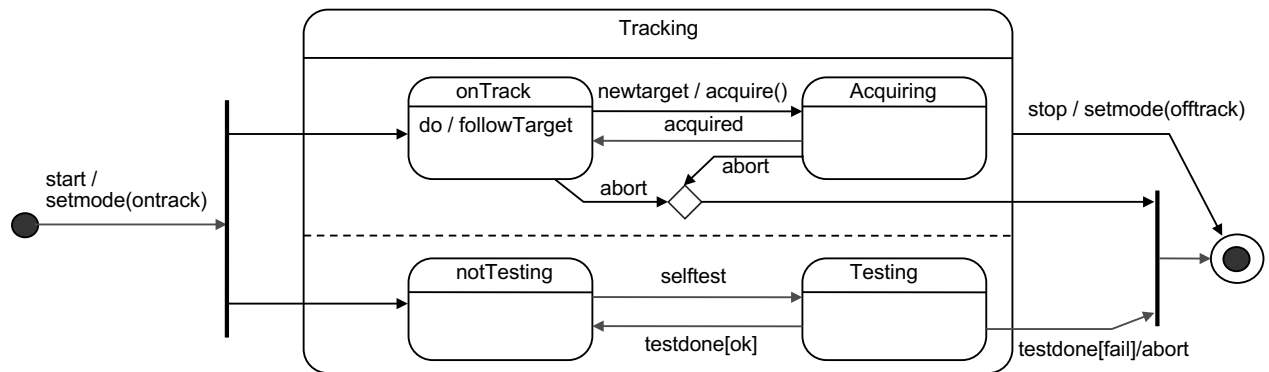 Tracking
onTrack
newtarget / acquire()
Acquiring
do / followTarget
acquired
stop / setmode(offtrack)
abort
abort
start /
setmode(ontrack)
notTesting
selftest
Testing
testdone[ok]
testdone[fail]/abort